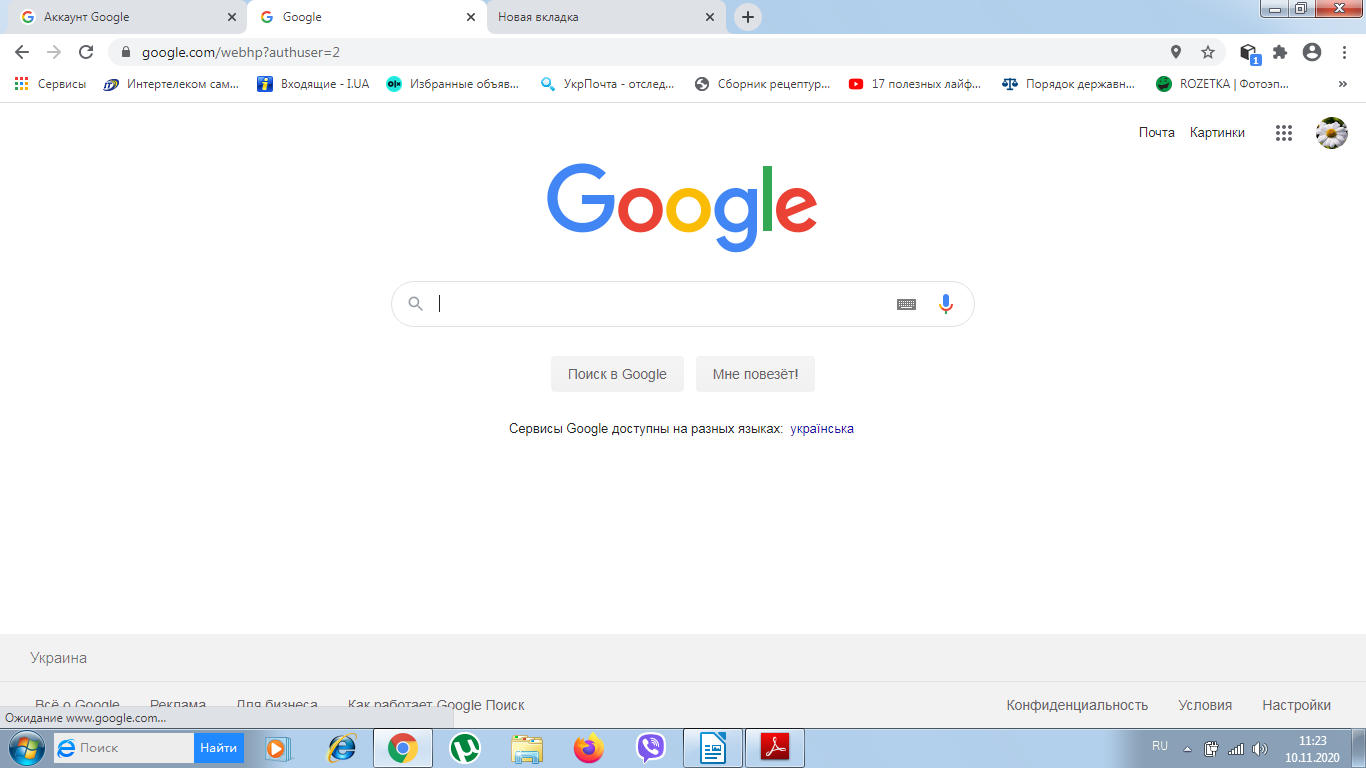 Аккаунт Google
Google
Новая вкладка
google.com/webhp?authuser=2
Сервисы
Интертелеком сам...
Входящие - I.UA
Избранные объяв...
УкрПочта - отслед...
Сборник рецептур...
17 полезных лайф...
Порядок державн...
ROZETKA | Фотоэп...
»
1
Почта
Картинки
Google
Поиск в Google
Мне повезёт!
Сервисы Google доступны на разных языках: українська
Украина
Всё о Google
Реклама
Для бизнеса
Как работает Google Поиск
Конфиденциальность
Условия
Настройки
Ожидание www.google.com...
Поиск
Найти
RU
11:23
10.11.2020